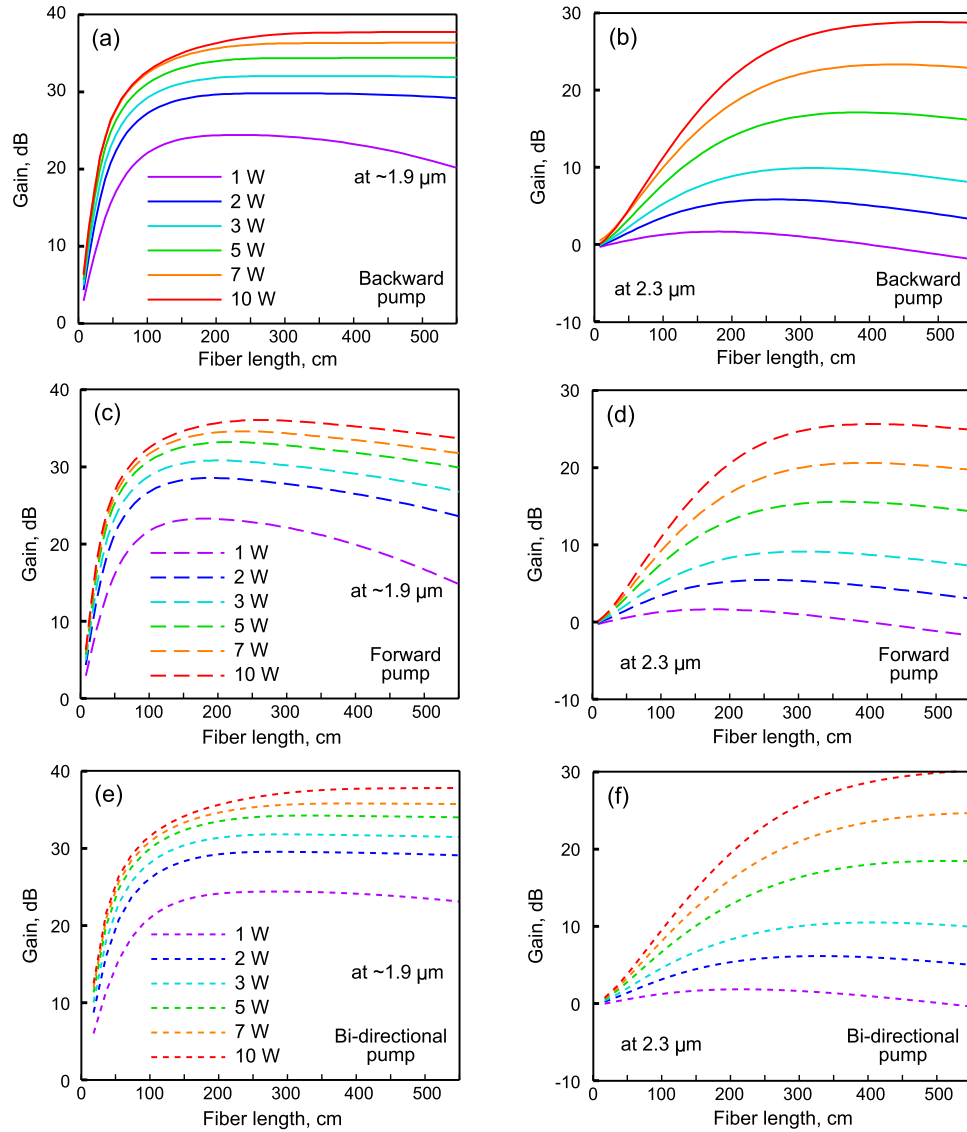 (a)
40
30
20
10
0
Gain, dB
1 W
2 W
3 W
5 W
7 W
10 W
at ~1.9 µm
Backward
pump
0 100 200 300 400 500
Fiber length, cm
(b)
30
20
10
0
-10
Gain, dB
at 2.3 µm
Backward
pump
0 100 200 300 400 500
Fiber length, cm
(c)
40
30
20
10
0
Gain, dB
1 W
2 W
3 W
5 W
7 W
10 W
at ~1.9 µm
Forward
pump
0 100 200 300 400 500
Fiber length, cm
(d)
30
20
10
0
-10
Gain, dB
at 2.3 µm
Forward
pump
0 100 200 300 400 500
Fiber length, cm
(e)
40
30
20
10
0
Gain, dB
1 W
2 W
3 W
5 W
7 W
10 W
at ~1.9 µm
Bi-directional
pump
0 100 200 300 400 500
Fiber length, cm
(f)
30
20
10
0
-10
Gain, dB
at 2.3 µm
Bi-directional
pump
0 100 200 300 400 500
Fiber length, cm